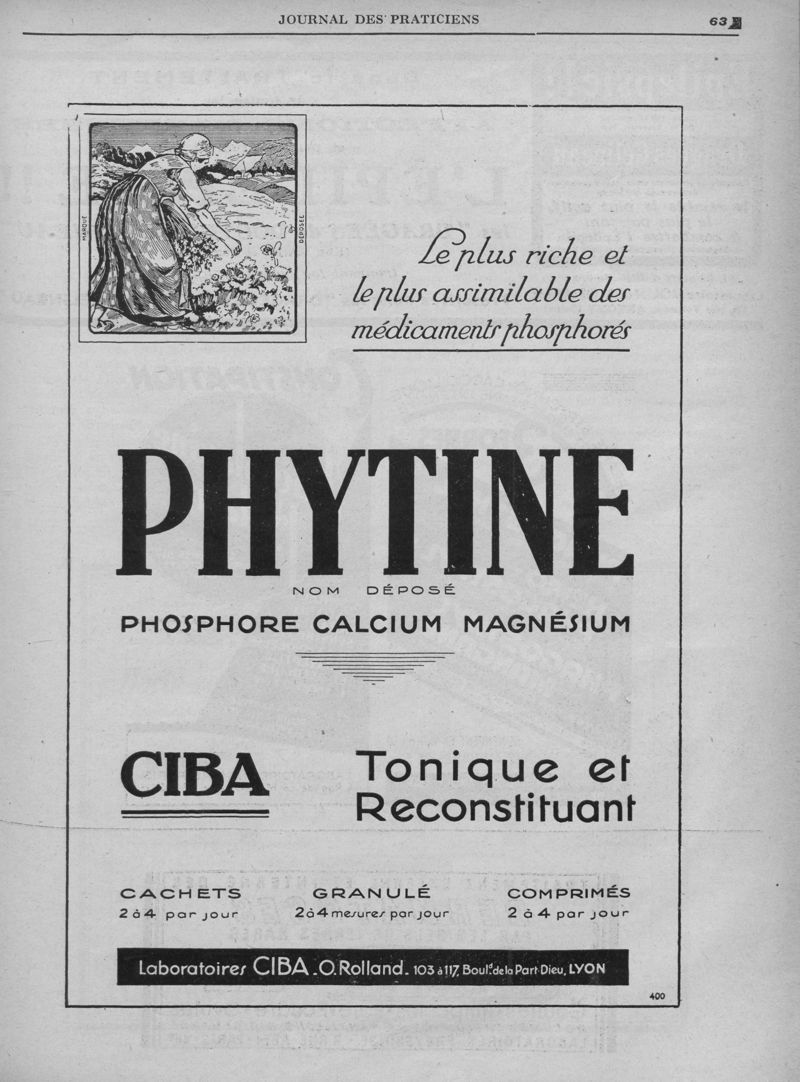 JOURNAL DES PRATICIENS
63
MARQUE
DÉPOSÉE
Le plus riche et
le plus assimilable des
médicaments phosphorés
PHYTINE
NOM DÉPOSÉ
PHOSPHORE CALCIUM MAGNÉSIUM
CIBA
Tonique et
Reconstituant
CACHETS
2 à 4 par jour
GRANULÉ
2 à 4 mesures par jour
COMPRIMÉS
2 à 4 par jour
Laboratoires CIBA_O.Rolland_ 103 à 117, Boul.d de la Part-Dieu, LYON
400